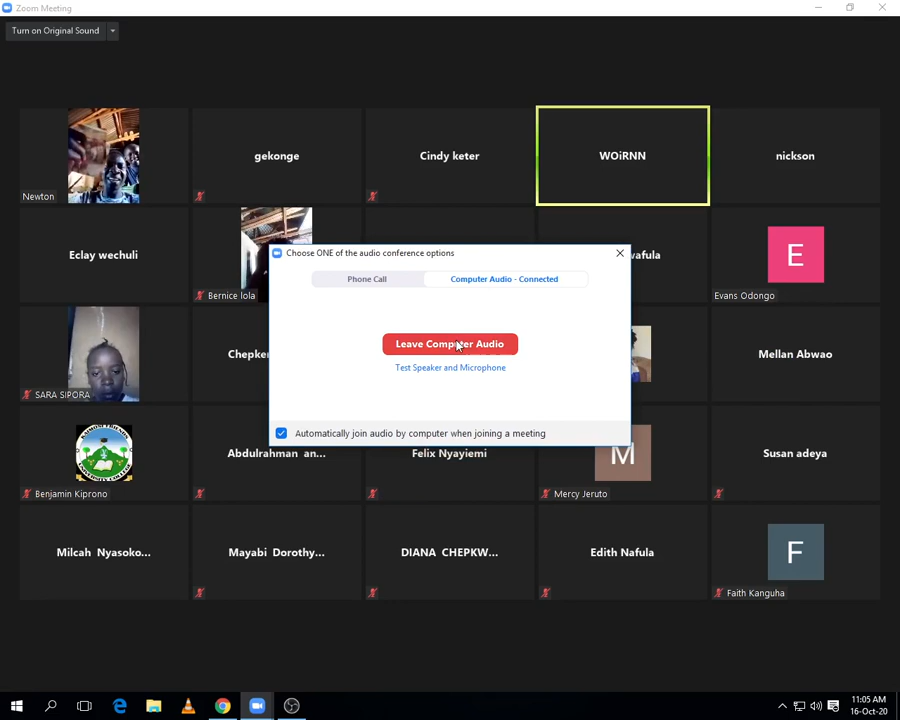 Zoom Meeting
Turn on Original Sound
Newton
gekonge
Cindy keter
WOiRNN
nickson
Eclay wechuli
Bernice lola
wafula
E
Evans Odongo
Choose ONE of the audio conference options
Phone Call
Computer Audio - Connected
Leave Computer Audio
Test Speaker and Microphone
Automatically join audio by computer when joining a meeting
SARA SIPORA
Chepker
Mellan Abwao
Benjamin Kiprono
Abdulrahman an...
Felix Nyayiemi
M
Mercy Jeruto
Susan adeya
Milcah Nyasoko...
Mayabi Dorothy...
DIANA CHEPKW...
Edith Nafula
F
Faith Kanguha
11:05 AM
16-Oct-20